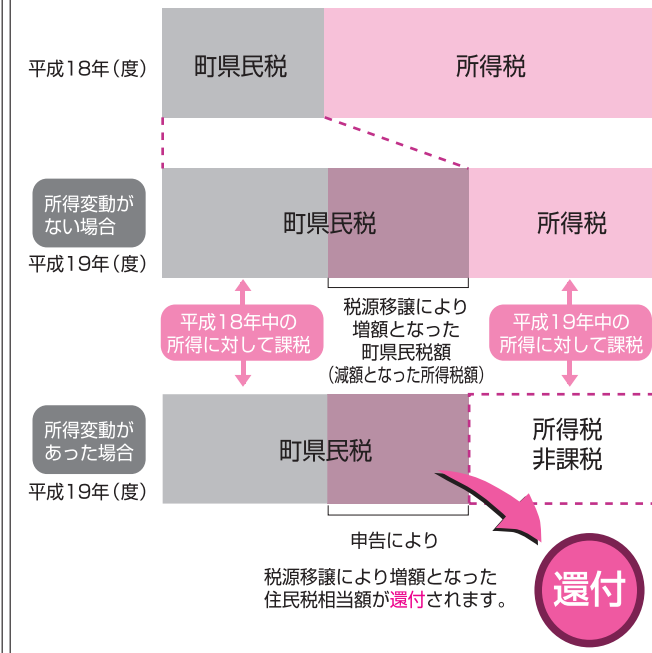 平成18年（度）
町県民税
所得税
所得変動が
ない場合
平成19年（度）
町県民税
所得税
平成18年中の
所得に対して課税
税源移譲により
増額となった
町県民税額
（減額となった所得税額）
平成19年中の
所得に対して課税
所得変動が
あった場合
平成19年（度）
町県民税
所得税
非課税
申告により
税源移譲により増額となった
住民税相当額が還付されます。
還付